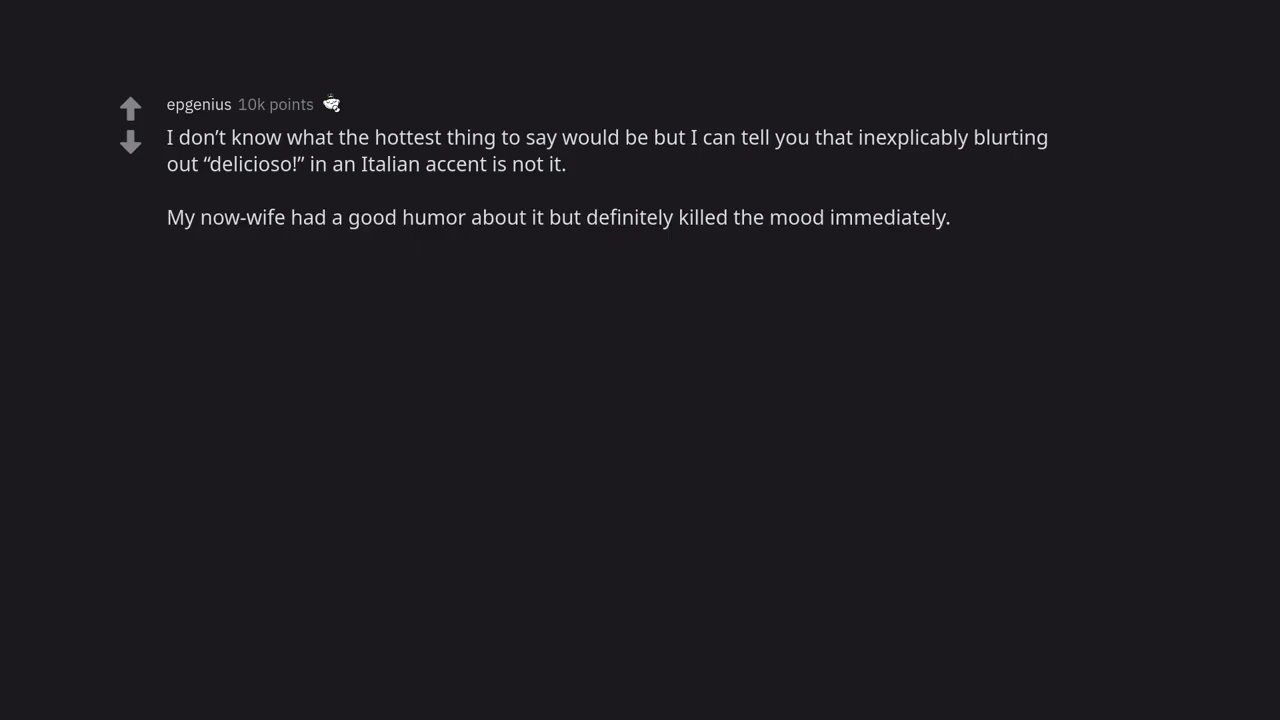 epgenius 10k points
I don’t know what the hottest thing to say would be but I can tell you that inexplicably blurting
out “delicioso!” in an Italian accent is not it.
My now-wife had a good humor about it but definitely killed the mood immediately.